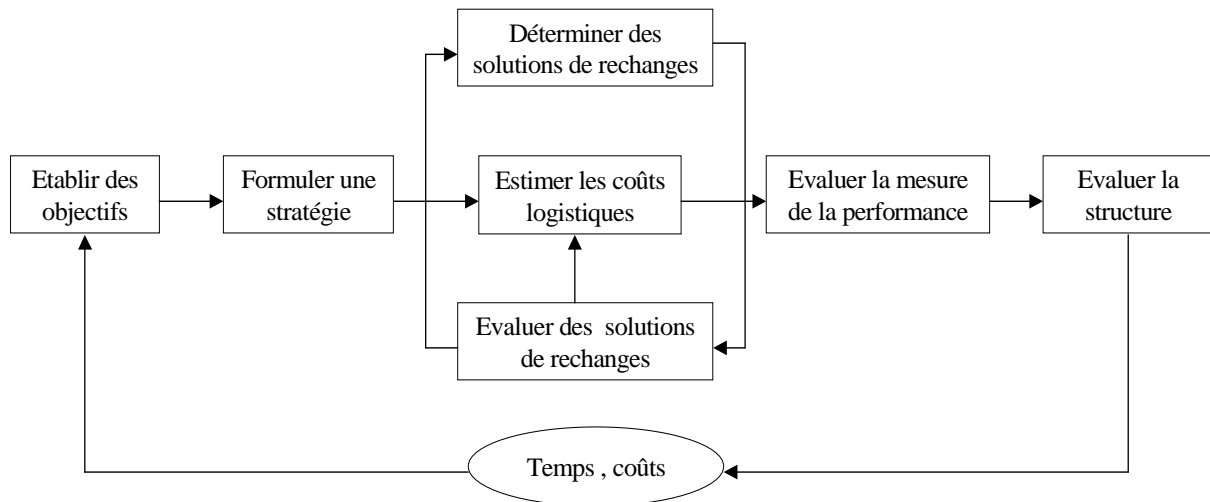 Déterminer des
solutions de rechanges
Etablir des
objectifs
Formuler une
stratégie
Estimer les coûts
logistiques
Evaluer la mesure
de la performance
Evaluer la
structure
Evaluer des  solutions
de rechanges
Temps , coûts